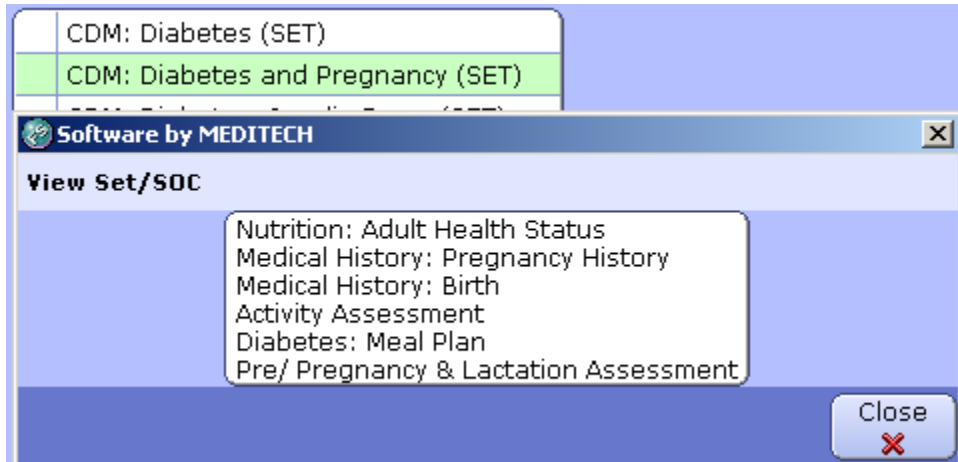 CDM: Diabetes (SET)
CDM: Diabetes and Pregnancy (SET)
Software by MEDITECH
View Set/SOC
Nutrition: Adult Health Status
Medical History: Pregnancy History
Medical History: Birth
Activity Assessment
Diabetes: Meal Plan
Pre/ Pregnancy & Lactation Assessment
Close